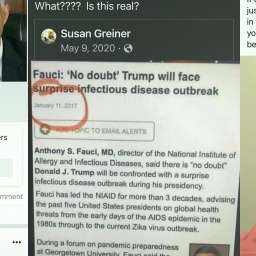 What???? Is this real?
Susan Greiner
May 9, 2020
Fauci: ‘No doubt’ Trump will face
surprise infectious disease outbreak
January 11, 2017
TOPIC TO EMAIL ALERTS
Anthony S. Fauci, MD, director of the National Institute of
Allergy and Infectious Diseases, said there is “no doubt”
Donald J. Trump will be confronted with a surprise
infectious disease outbreak during his presidency.
Fauci has led the NIAID for more than 3 decades, advising
the past five United States presidents on global health
threats from the early days of the AIDS epidemic in the
1980s through to the current Zika virus outbreak.
During a forum on pandemic preparedness
at Georgetown University, Fauci said the
ers
mment
jus
in
yo
be